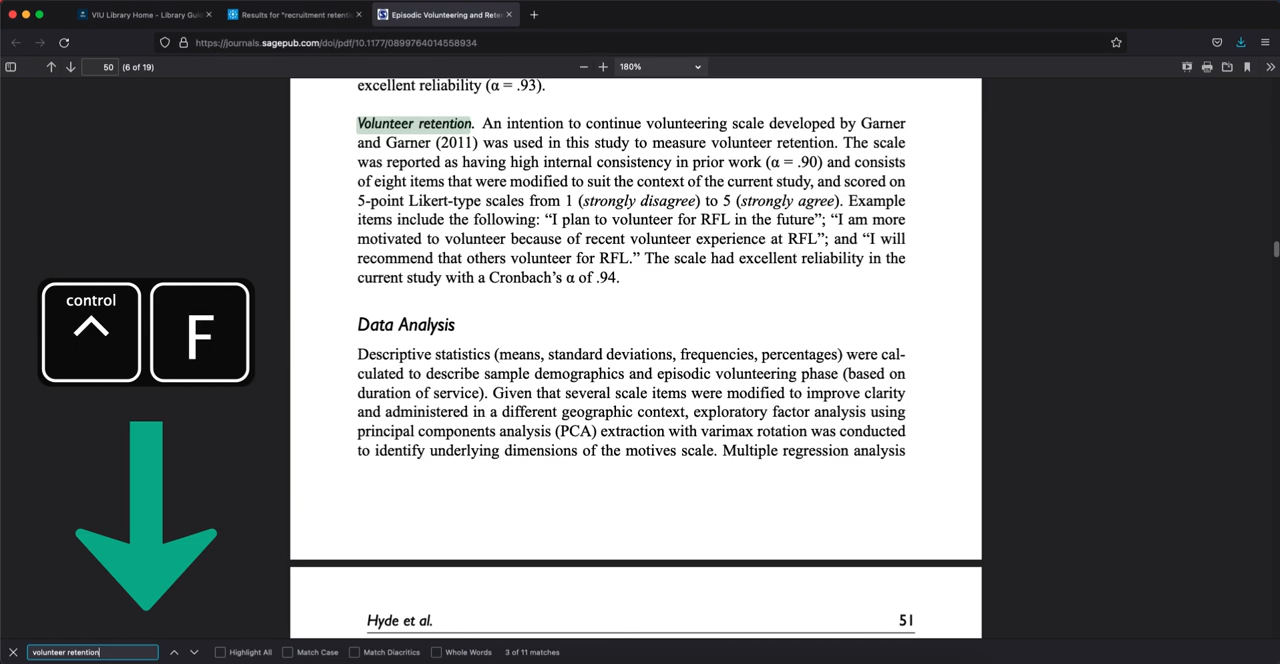 VIU Library Home - Library Gui
Results for "recruitment retenti
Episodic Volunteering and Rete
https://journals.sagepub.com/doi/pdf/10.1177/0899764014558934
50 (6 of 19)
180%
excellent reliability (α = .93).
Volunteer retention. An intention to continue volunteering scale developed by Garner
and Garner (2011) was used in this study to measure volunteer retention. The scale
was reported as having high internal consistency in prior work (α = .90) and consists
of eight items that were modified to suit the context of the current study, and scored on
5-point Likert-type scales from 1 (strongly disagree) to 5 (strongly agree). Example
items include the following: “I plan to volunteer for RFL in the future”; “I am more
motivated to volunteer because of recent volunteer experience at RFL”; and “I will
recommend that others volunteer for RFL.” The scale had excellent reliability in the
current study with a Cronbach’s α of .94.
control
F
Data Analysis
Descriptive statistics (means, standard deviations, frequencies, percentages) were cal-
culated to describe sample demographics and episodic volunteering phase (based on
duration of service). Given that several scale items were modified to improve clarity
and administered in a different geographic context, exploratory factor analysis using
principal components analysis (PCA) extraction with varimax rotation was conducted
to identify underlying dimensions of the motives scale. Multiple regression analysis
Hyde et al. 51
volunteer retention Highlight All Match Case Match Diacritics Whole Words 3 of 11 matches